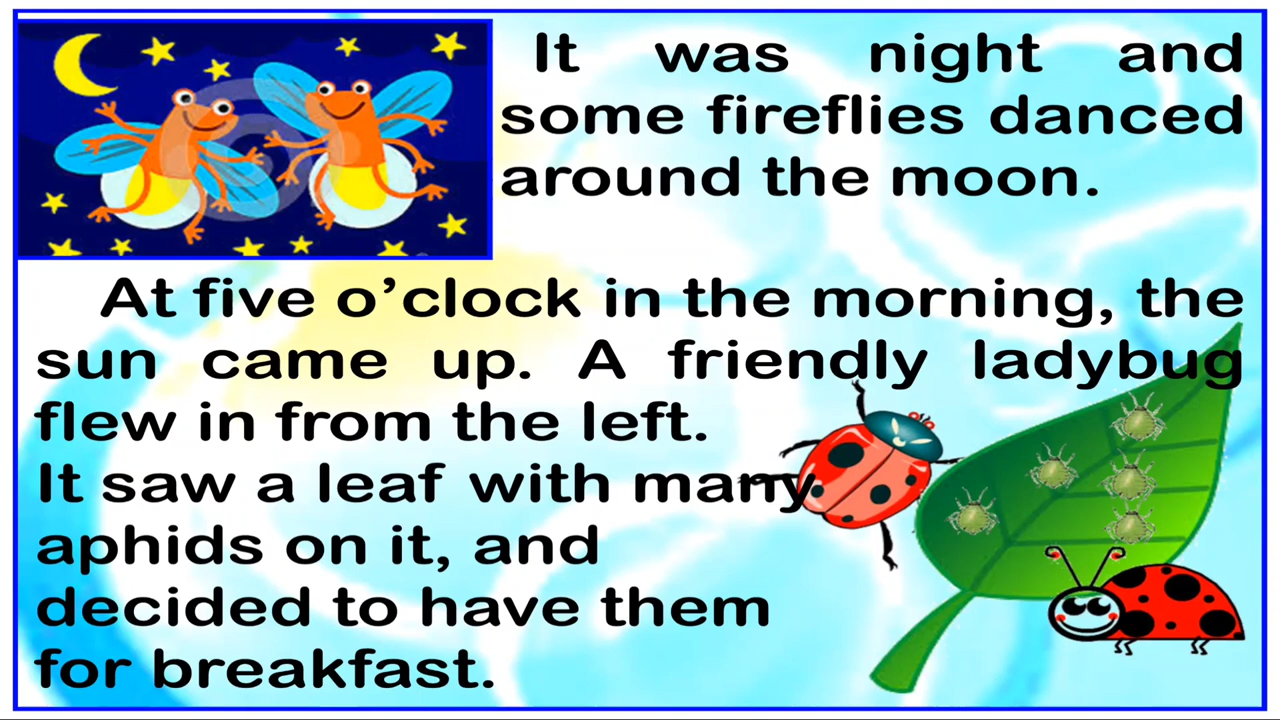 It was night and
some fireflies danced
around the moon.
At five o’clock in the morning, the
sun came up. A friendly ladybug
flew in from the left.
It saw a leaf with many
aphids on it, and
decided to have them
for breakfast.